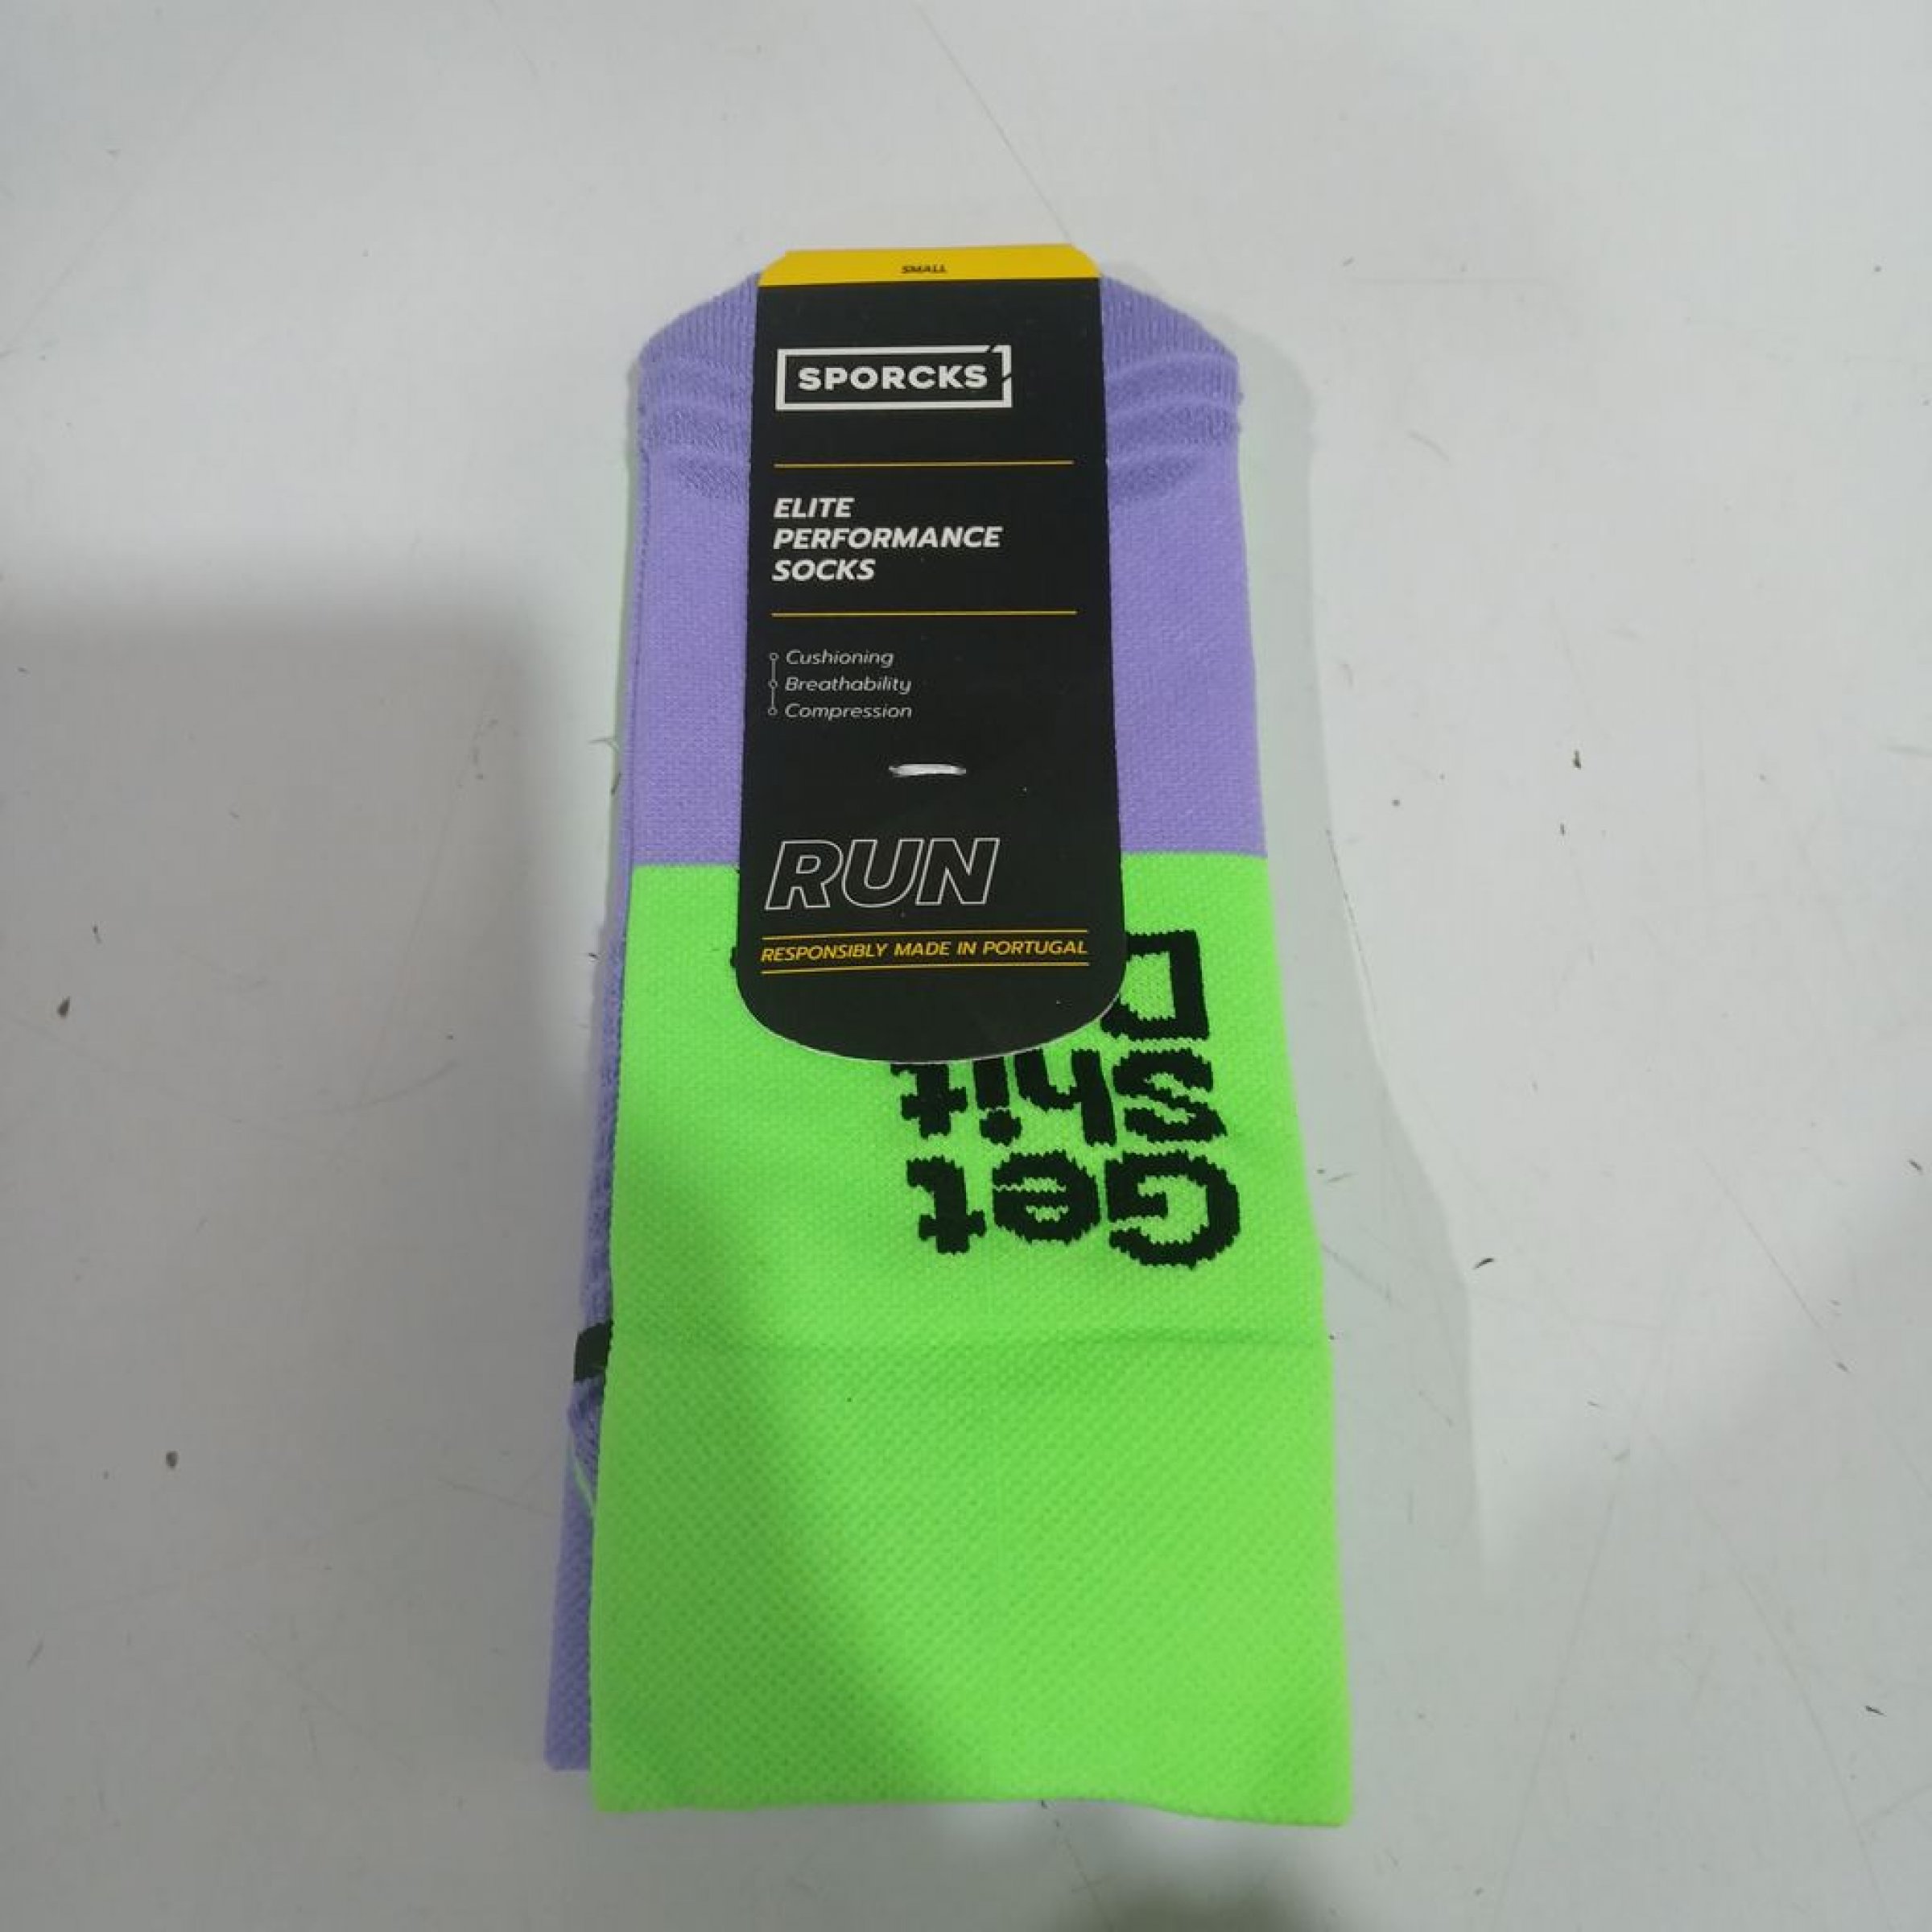 SMALL
SPORCKS
ELITE
PERFORMANCE
SOCKS
Cushioning
Breathability
Compression
RUN
RESPONSIBLY MADE IN PORTUGAL
Get
shit